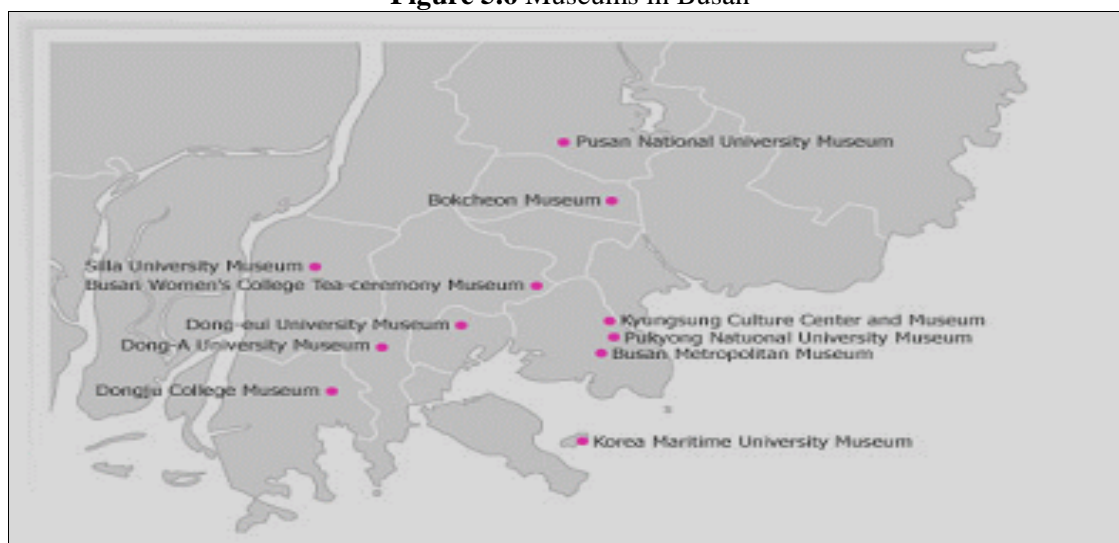 Figure 5.6 Museums in Busan
Pusan National University Museum
Bokcheon Museum
Silla University Museum
Busan Women's College Tea-ceremony Museum
Dong-eui University Museum
Kyungsung Culture Center and Museum
Pukyong Natuonal University Museum
Dong-A University Museum
Busan Metropolitan Museum
Dongju College Museum
Korea Maritime University Museum